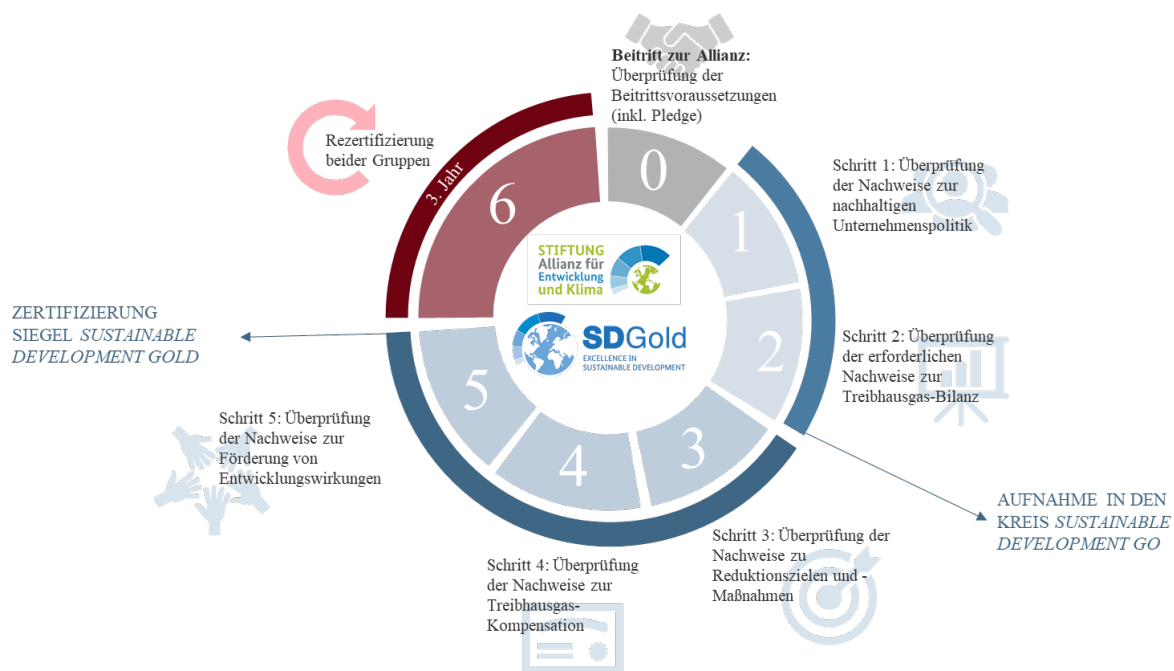 Beitritt zur Allianz:
Überprüfung der
Beitrittsvoraussetzungen
(inkl. Pledge)
0
Schritt 1: Überprüfung
der Nachweise zur
nachhaltigen
Unternehmenspolitik
1
Schritt 2: Überprüfung
der erforderlichen
Nachweise zur
Treibhausgas-Bilanz
2
AUFNAHME IN DEN
KREIS SUSTAINABLE
DEVELOPMENT GO
Schritt 3: Überprüfung der
Nachweise zu
Reduktionszielen und -
Maßnahmen
3
Schritt 4: Überprüfung
der Nachweise zur
Treibhausgas-
Kompensation
4
Schritt 5: Überprüfung
der Nachweise zur
Förderung von
Entwicklungswirkungen
5
ZERTIFIZIERUNG
SIEGEL SUSTAINABLE
DEVELOPMENT GOLD
Rezertifizierung
beider Gruppen
3. Jahr
6
STIFTUNG
Allianz für
Entwicklung
und Klima
SDGold
EXCELLENCE IN
SUSTAINABLE DEVELOPMENT